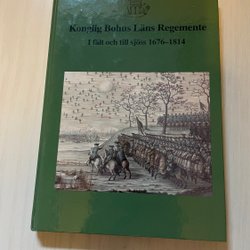 Konglig Bohus Läns Regemente
I fält och till sjöss 1676–1814